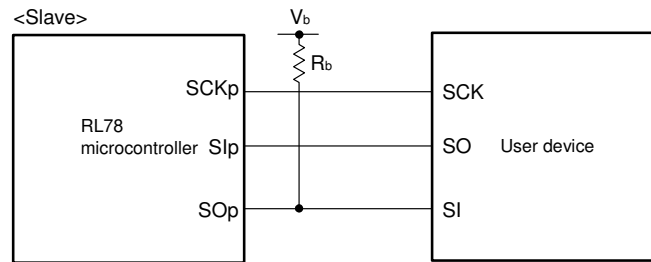 <Slave>
Vb
Rb
SCKp
SCK
RL78
microcontroller
SIp
SO
User device
SOp
SI